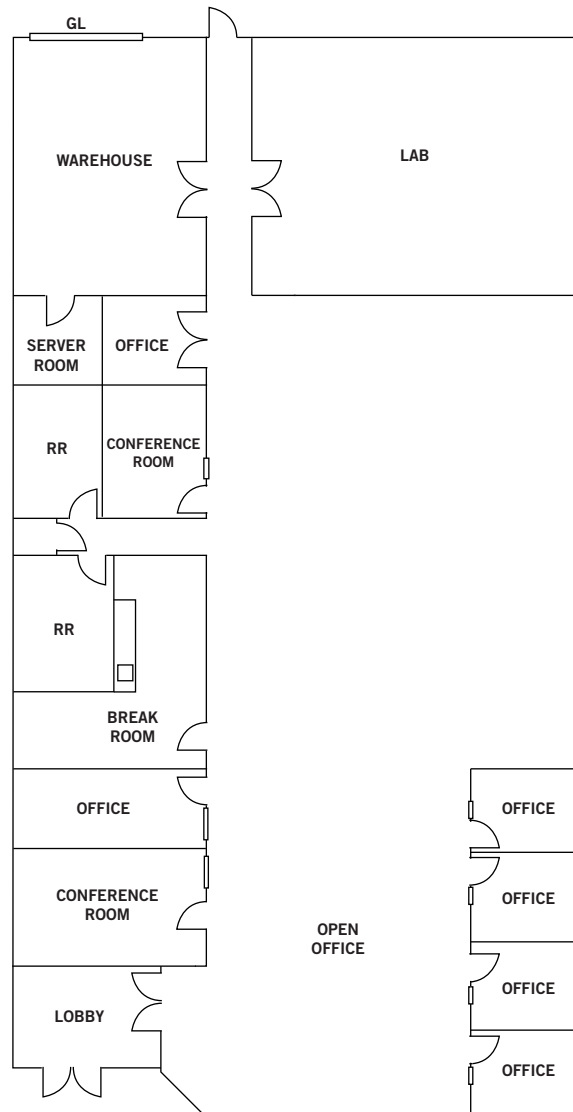 GL
WAREHOUSE
LAB
SERVER
ROOM
OFFICE
RR
CONFERENCE
ROOM
RR
BREAK
ROOM
OFFICE
OFFICE
CONFERENCE
ROOM
OFFICE
OPEN
OFFICE
LOBBY
OFFICE
OFFICE